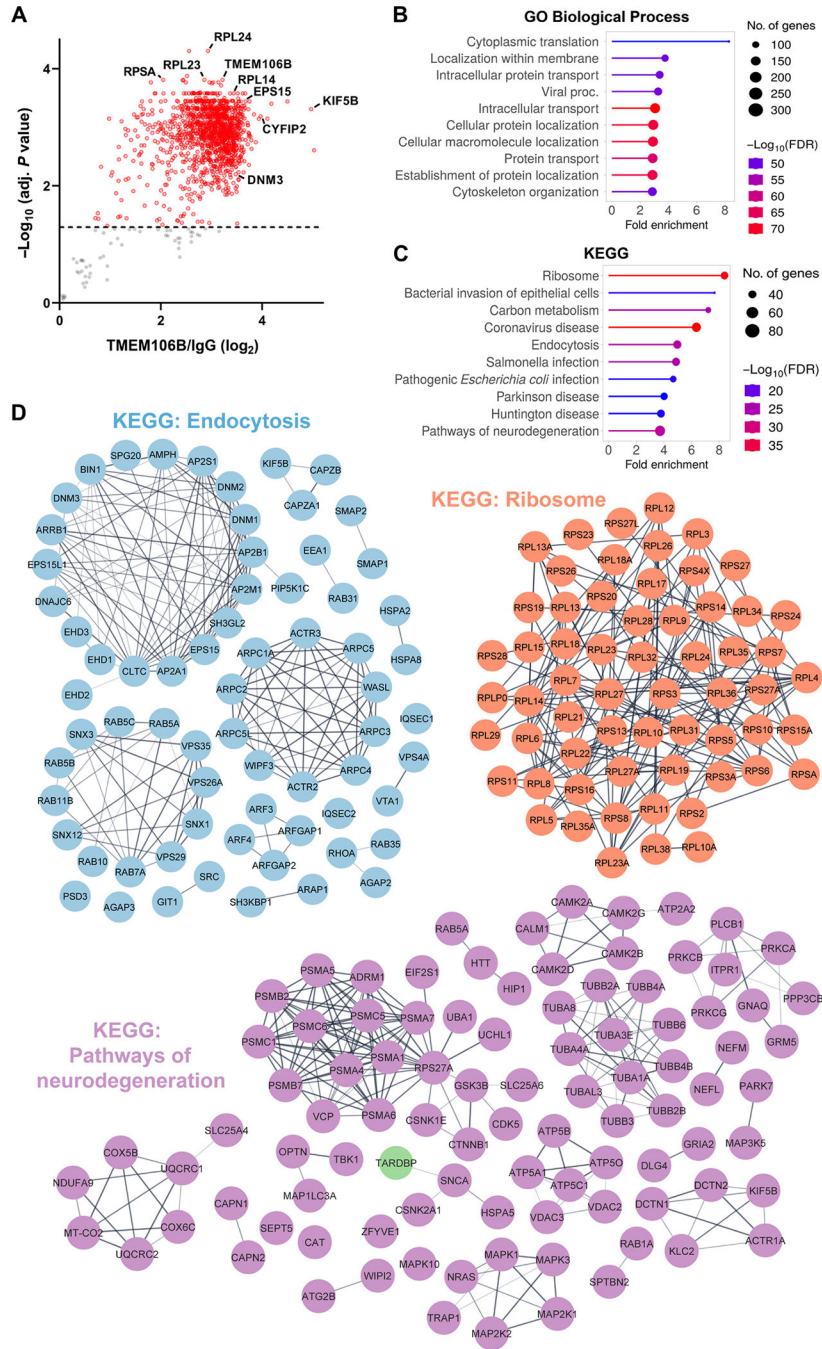 A
RPL24
RPL23
TMEM106B
RPSA
RPL14
EPS15
KIF5B
CYFIP2
DNM3
4
2
0
0
2
4
–Log10 (adj. P value)
TMEM106B/IgG (log2)
B
GO Biological Process
Cytoplasmic translation
Localization within membrane
Intracellular protein transport
Viral proc.
Intracellular transport
Cellular protein localization
Cellular macromolecule localization
Protein transport
Establishment of protein localization
Cytoskeleton organization
0 2 4 6 8
Fold enrichment
No. of genes
100
150
200
250
300
–Log10(FDR)
50
55
60
65
70
C
KEGG
Ribosome
Bacterial invasion of epithelial cells
Carbon metabolism
Coronavirus disease
Endocytosis
Salmonella infection
Pathogenic Escherichia coli infection
Parkinson disease
Huntington disease
Pathways of neurodegeneration
0 2 4 6 8
Fold enrichment
No. of genes
40
60
80
–Log10(FDR)
20
25
30
35
D
KEGG: Endocytosis
SPG20
AMPH
AP2S1
BIN1
DNM2
DNM3
DNM1
ARRB1
AP2B1
EPS15L1
AP2M1
PIP5K1C
DNAJC6
SH3GL2
EHD3
EPS15
EHD1
CLTC
AP2A1
EHD2
KIF5B
CAPZB
CAPZA1
SMAP2
SMAP1
EEA1
RAB31
HSPA2
HSPA8
ACTR3
ARPC1A
ARPC5
ARPC2
WASL
ARPC5L
ARPC3
WIPF3
ARPC4
ACTR2
IQSEC1
VPS4A
VTA1
RAB5C
RAB5A
SNX3
VPS35
RAB5B
VPS26A
RAB11B
SNX1
SNX12
VPS29
RAB10
RAB7A
ARF3
IQSEC2
ARF4
ARFGAP1
ARFGAP2
RAB35
RHOA
AGAP2
PSD3
AGAP3
GIT1
SRC
SH3KBP1
ARAP1
KEGG: Ribosome
RPL12
RPS27L
RPS23
RPL3
RPL13A
RPL26
RPL18A
RPS4X
RPS27
RPS26
RPL17
RPS20
RPS19
RPL13
RPS14
RPL34
RPS24
RPL28
RPL9
RPL15
RPL18
RPL23
RPL32
RPL24
RPL35
RPS7
RPS28
RPL7
RPL4
RPLP0
RPL14
RPL27
RPS3
RPL36
RPS27A
RPL21
RPL29
RPL6
RPS13
RPL10
RPL31
RPS5
RPS10
RPS15A
RPL22
RPS11
RPL8
RPS16
RPL27A
RPL19
RPS3A
RPS6
RPSA
RPL5
RPL35A
RPS8
RPL11
RPS2
RPL23A
RPL38
RPL10A
KEGG:
Pathways of
neurodegeneration
PSMA5
ADRM1
EIF2S1
PSMB2
PSMC6
PSMC5
PSMA7
UBA1
PSMC1
PSMA1
UCHL1
PSMA4
RPS27A
PSMB7
GSK3B
SLC25A6
VCP
PSMA6
CSNK1E
CDK5
CTNNB1
RAB5A
HTT
HIP1
CAMK2A
CAMK2G
ATP2A2
CALM1
CAMK2D
CAMK2B
PLCB1
PRKCB
PRKCA
ITPR1
PRKCG
GNAQ
PPP3CB
GRM5
TUBB2A
TUBB4A
TUBA8
TUBB6
TUBA3E
TUBA4A
TUBB4B
TUBA1A
TUBAL3
TUBB2B
TUBB3
NEFM
NEFL
PARK7
MAP3K5
SLC25A4
COX5B
UQCRC1
NDUFA9
MT-CO2
COX6C
UQCRC2
OPTN
TBK1
MAP1LC3A
TARDBP
SNCA
CSNK2A1
HSPA5
ATP5B
ATP5A1
ATP5O
ATP5C1
VDAC3
VDAC2
GRIA2
DLG4
DCTN2
DCTN1
KIF5B
KLC2
ACTR1A
CAPN1
CAPN2
SEPT5
CAT
ZFYVE1
WIPI2
ATG2B
MAPK10
MAPK1
NRAS
MAPK3
TRAP1
MAP2K1
MAP2K2
RAB1A
SPTBN2